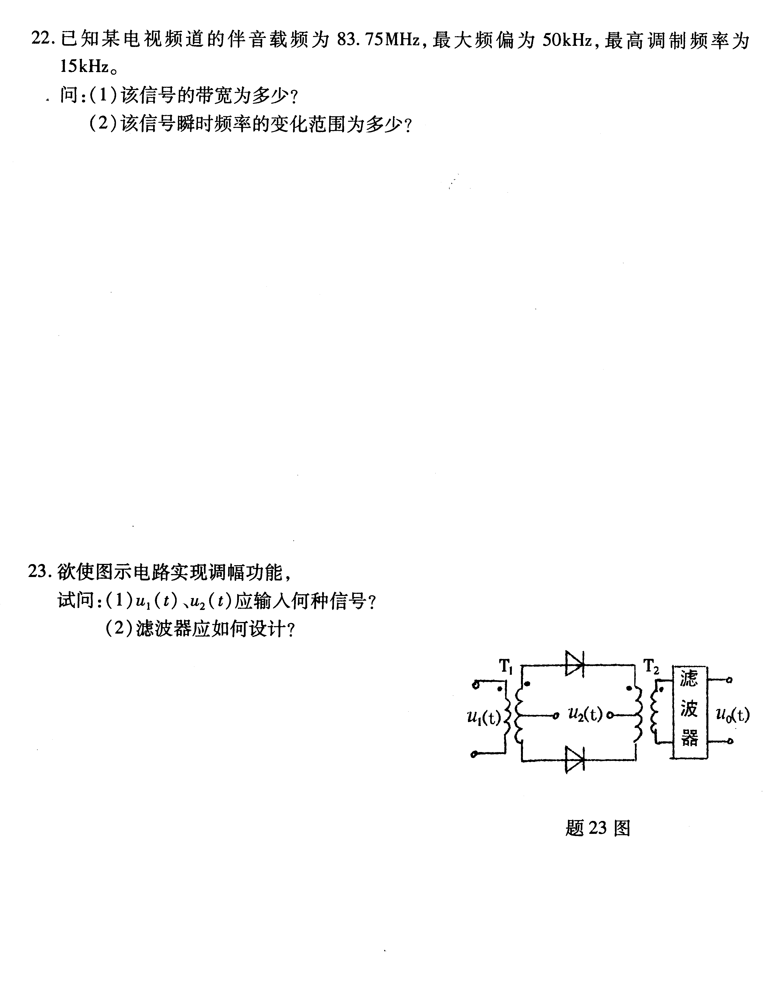 22. 已知某电视频道的伴音载频为 83.75MHz,最大频偏为 50kHz,最高调制频率为
15kHz。
问:(1)该信号的带宽为多少?
(2)该信号瞬时频率的变化范围为多少?
23. 欲使图示电路实现调幅功能,
试问:(1)u₁(t)、u₂(t)应输入何种信号?
(2)滤波器应如何设计?
T₁
T₂
u₁(t)
u₂(t)
滤
波
器
u₀(t)
题 23 图